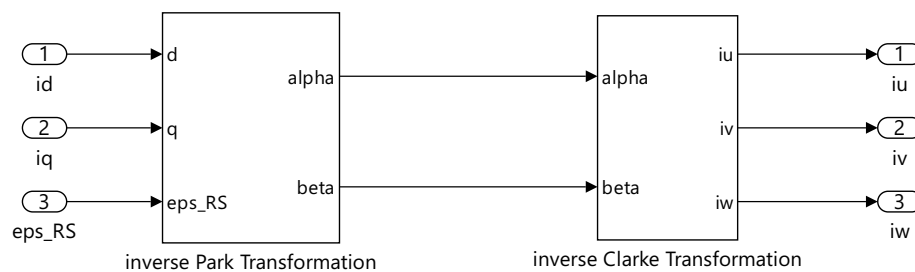 1
id
2
iq
3
eps_RS
d
q
eps_RS
alpha
beta
inverse Park Transformation
alpha
beta
iu
iv
iw
inverse Clarke Transformation
1
iu
2
iv
3
iw